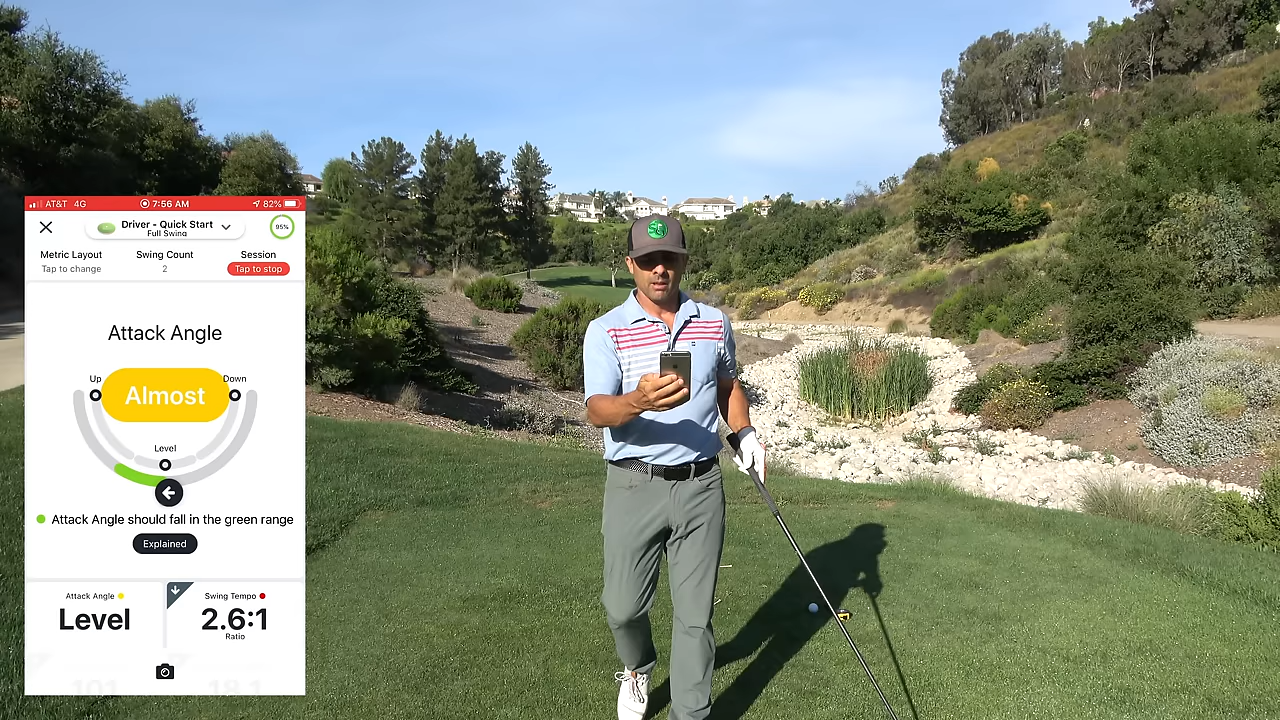 AT&T 4G 7:56 AM 82%
Driver - Quick Start
Full Swing
95%
Metric Layout Swing Count Session
Tap to change 2 Tap to stop
Attack Angle
Up Almost Down
Level
Attack Angle should fall in the green range
Explained
Attack Angle Swing Tempo
Level 2.6:1
Ratio